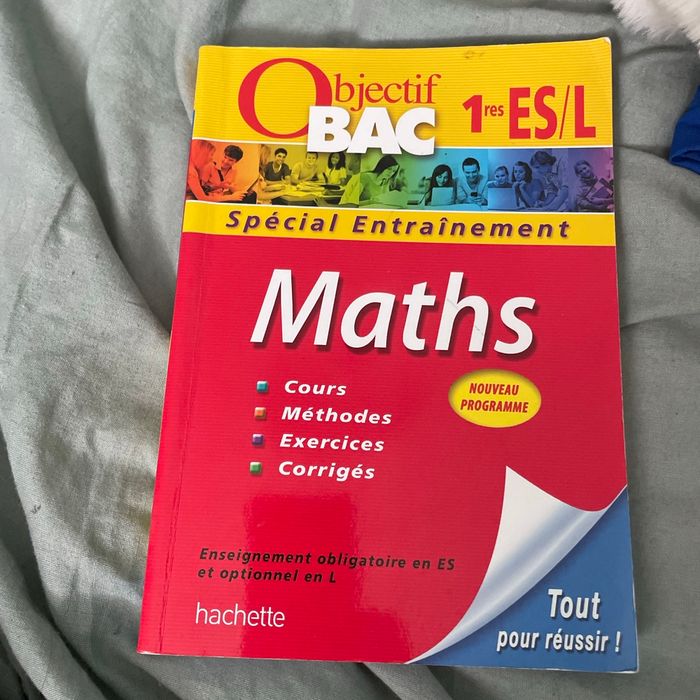 Objectif
BAC
1res ES/L
Spécial Entraînement
Maths
Cours
Méthodes
Exercices
Corrigés
NOUVEAU
PROGRAMME
Enseignement obligatoire en ES
et optionnel en L
hachette
Tout
pour réussir !